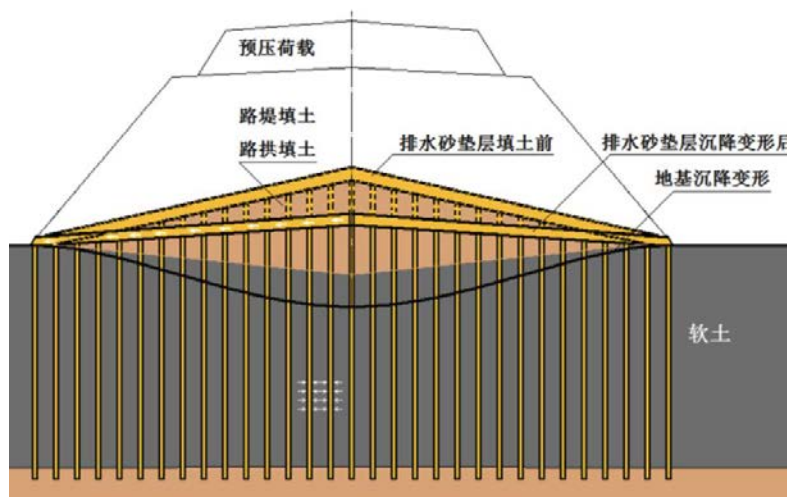 预压荷载
路堤填土
路拱填土
排水砂垫层填土前
排水砂垫层沉降变形后
地基沉降变形
软土